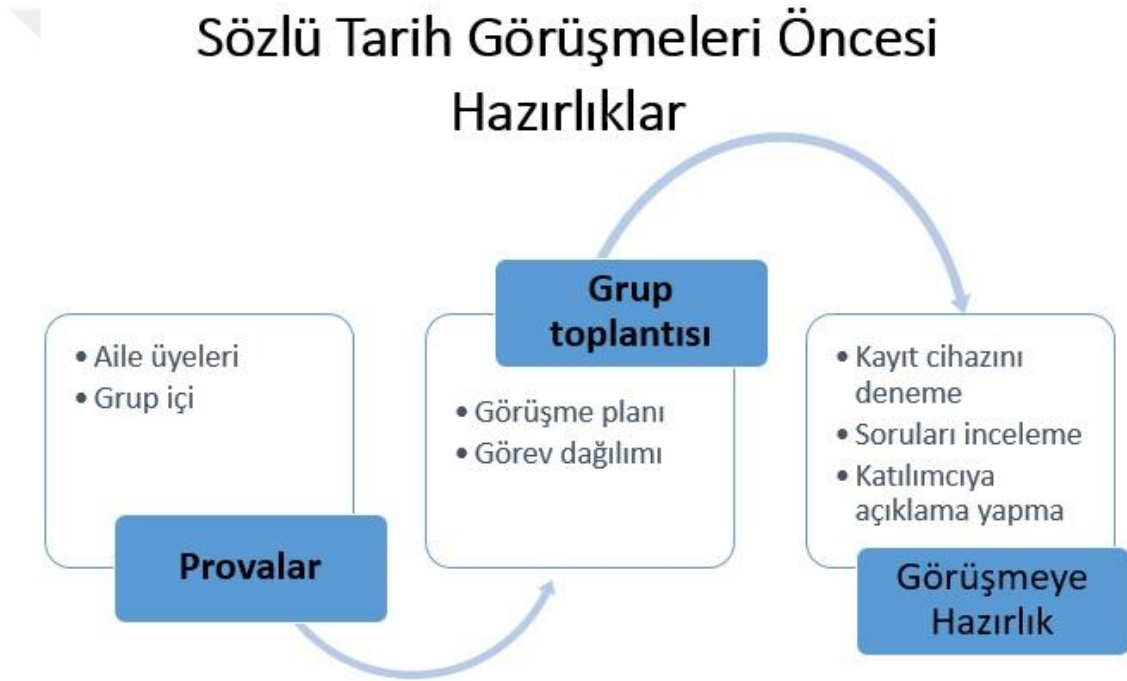 Sözlü Tarih Görüşmeleri Öncesi
Hazırlıklar
• Aile üyeleri
• Grup içi
Provalar
Grup
toplantısı
• Görüşme planı
• Görev dağılımı
• Kayıt cihazını
deneme
• Soruları inceleme
• Katılımcıya
açıklama yapma
Görüşmeye
Hazırlık